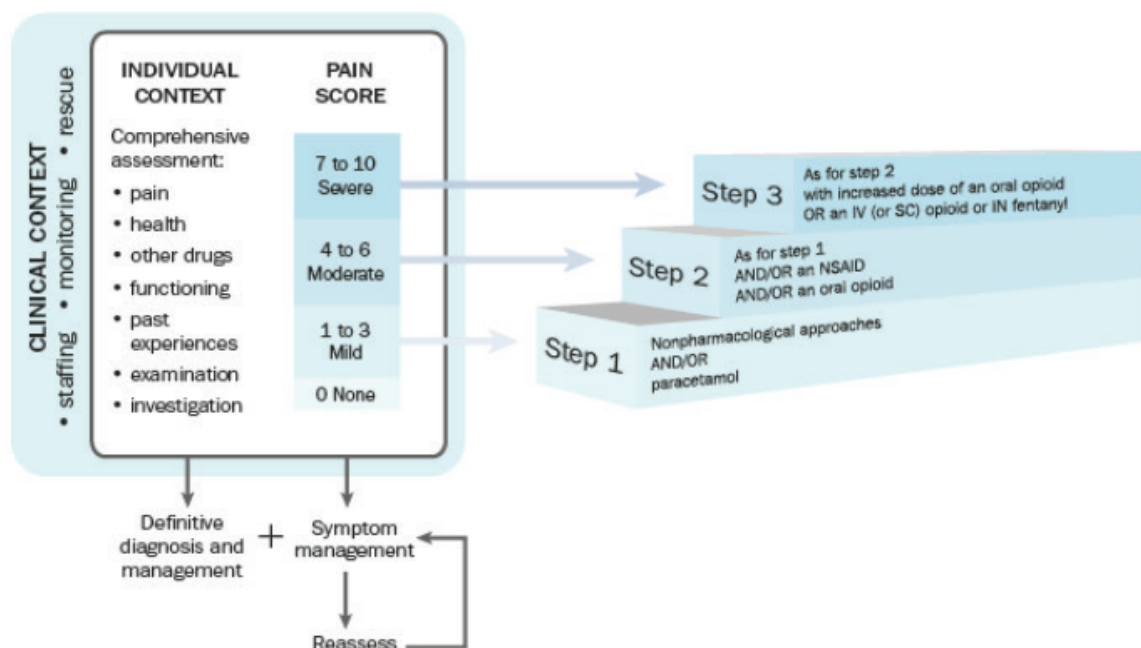 CLINICAL CONTEXT
• staffing • monitoring • rescue
INDIVIDUAL
CONTEXT
Comprehensive
assessment:
• pain
• health
• other drugs
• functioning
• past
experiences
• examination
• investigation
PAIN
SCORE
7 to 10
Severe
4 to 6
Moderate
1 to 3
Mild
0 None
Step 3
As for step 2
with increased dose of an oral opioid
OR an IV (or SC) opioid or IN fentanyl
Step 2
As for step 1
AND/OR an NSAID
AND/OR an oral opioid
Step 1
Nonpharmacological approaches
AND/OR
paracetamol
Definitive
diagnosis and
management
+
Symptom
management
Reassess